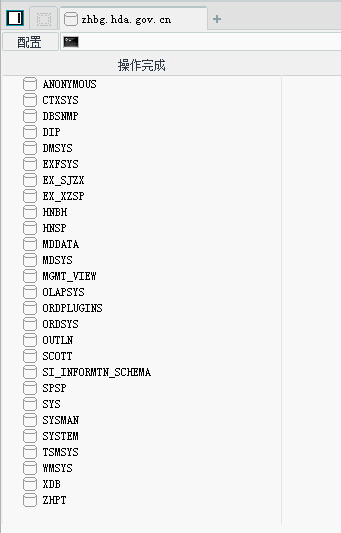 zhbg.hda.gov.cn
配置
操作完成
ANONYMOUS
CTXSYS
DBSNMP
DIP
DMSYS
EXFSYS
EX_SJZX
EX_XZSP
HNBH
HNSP
MDDATA
MDSYS
MGMT_VIEW
OLAPSYS
ORDPLUGINS
ORDSYS
OUTLN
SCOTT
SI_INFORMTN_SCHEMA
SPSP
SYS
SYSMAN
SYSTEM
TSMSYS
WMSYS
XDB
ZHPT